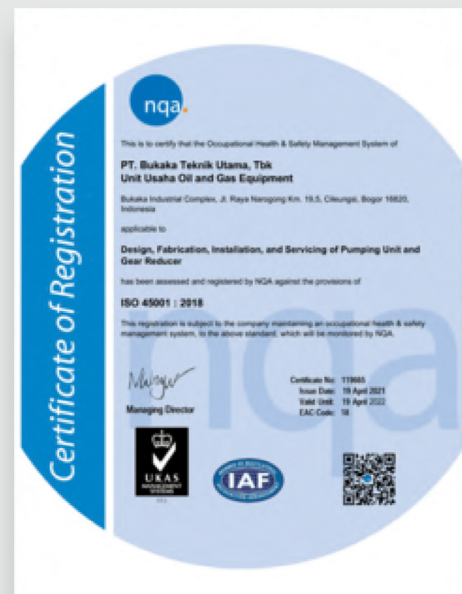 nqa.
Certificate of Registration
This is to certify that the Occupational Health & Safety Management System of
PT. Bukaka Teknik Utama, Tbk
Unit Usaha Oil and Gas Equipment
Bukaka Industrial Complex, Jl. Raya Narogong Km. 19,5, Cileungsi, Bogor 16820,
Indonesia
applicable to
Design, Fabrication, Installation, and Servicing of Pumping Unit and
Gear Reducer
has been assessed and registered by NQA against the provisions of
ISO 45001 : 2018
This registration is subject to the company maintaining an occupational health & safety
management system, to the above standard, which will be monitored by NQA.
nqa
Managing Director
Certificate No: 119665
Issue Date: 19 April 2021
Valid Until: 19 April 2022
EAC Code: 18
UKAS
MANAGEMENT
SYSTEMS
IAF